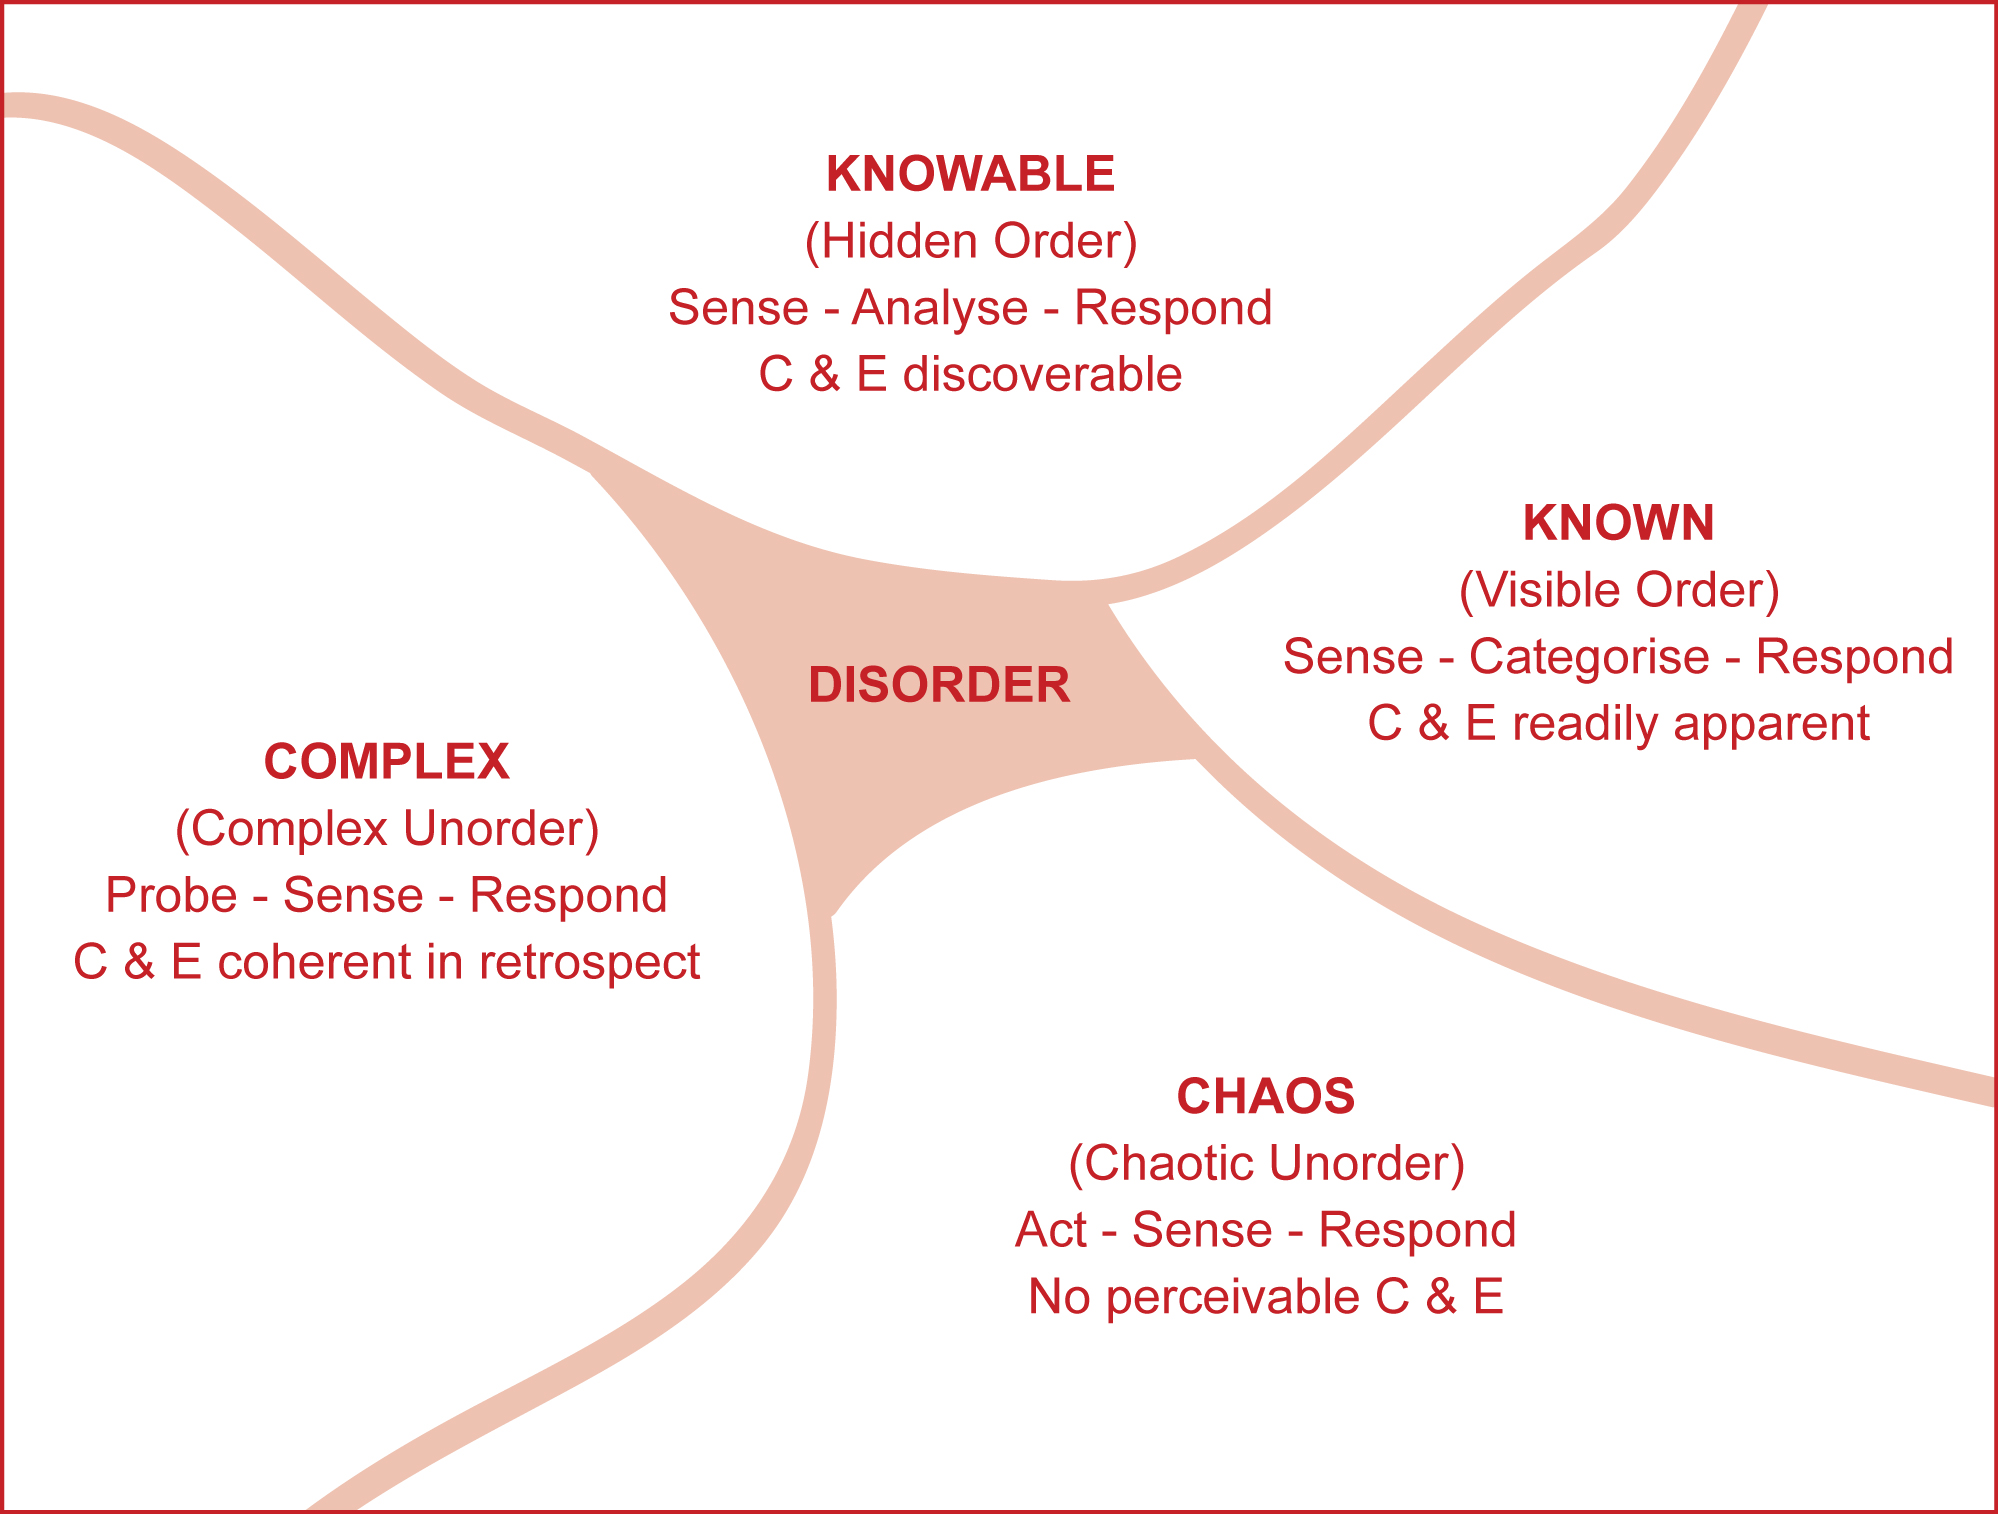 KNOWABLE
(Hidden Order)
Sense - Analyse - Respond
C & E discoverable
KNOWN
(Visible Order)
Sense - Categorise - Respond
C & E readily apparent
DISORDER
COMPLEX
(Complex Unorder)
Probe - Sense - Respond
C & E coherent in retrospect
CHAOS
(Chaotic Unorder)
Act - Sense - Respond
No perceivable C & E